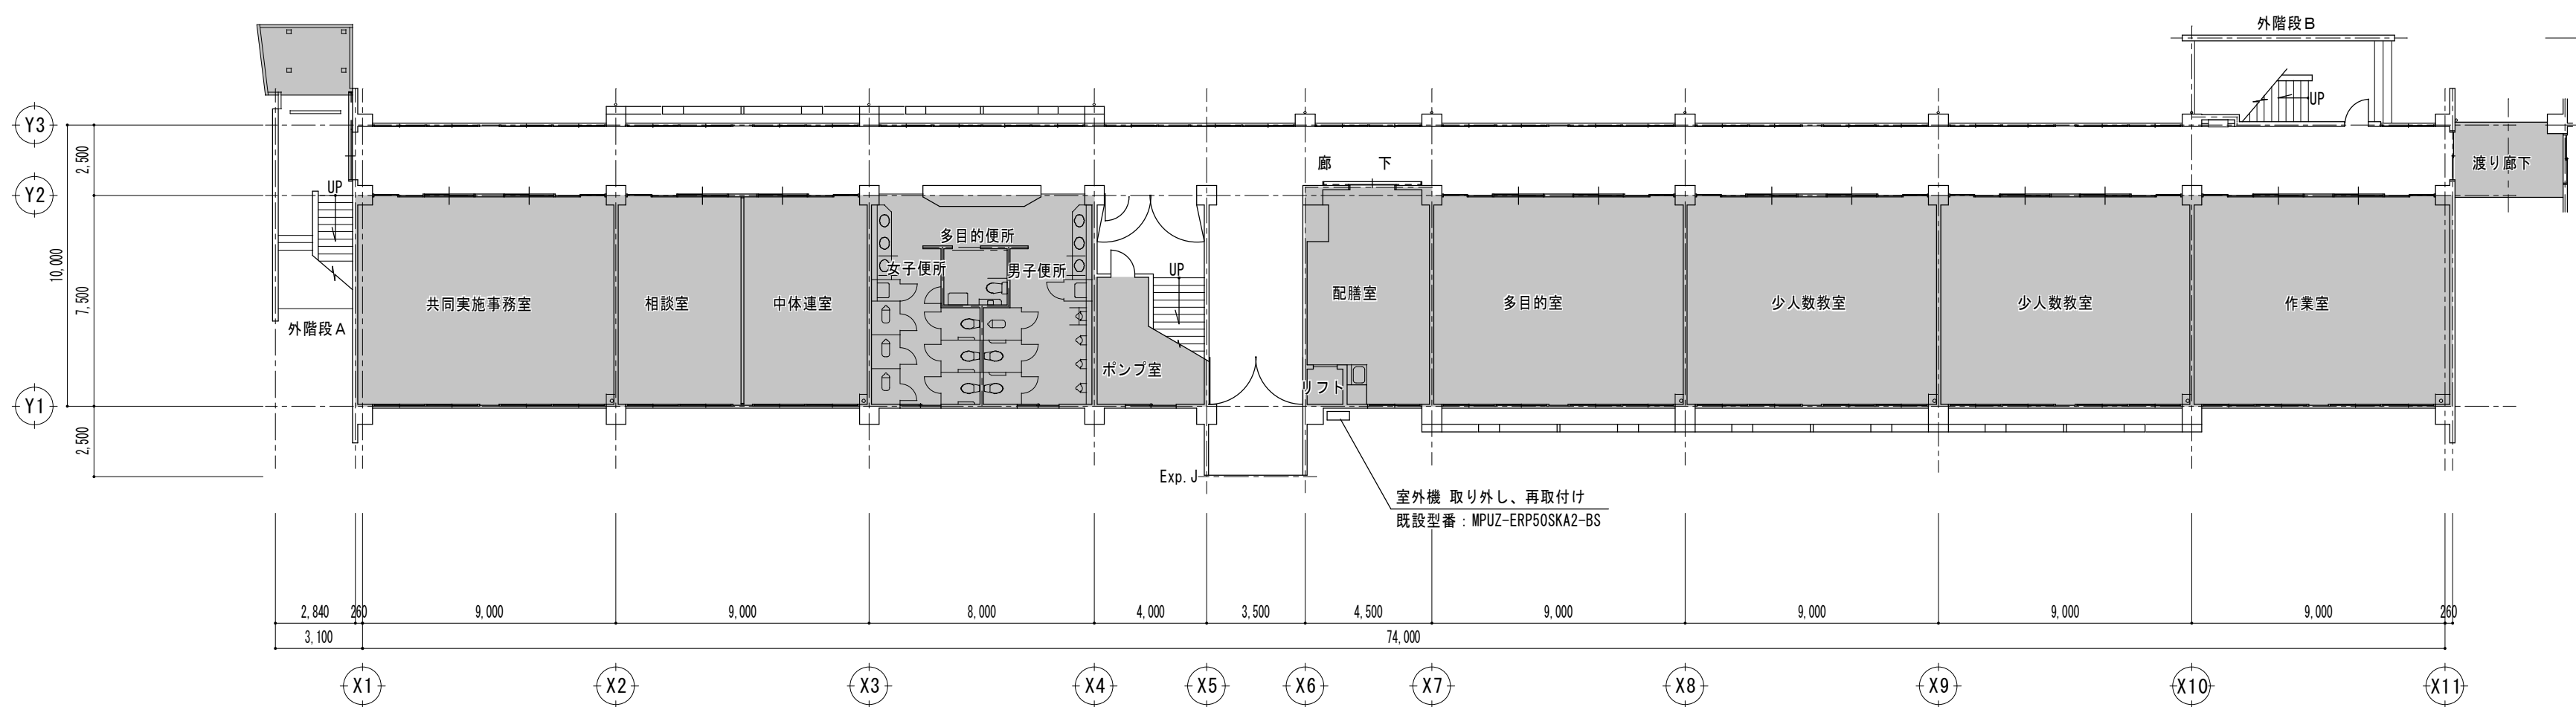 外階段B
UP
Y3
2,500
廊 下
渡り廊下
Y2
UP
多目的便所
女子便所
男子便所
UP
10,000
7,500
共同実施事務室
相談室
中体連室
配膳室
多目的室
少人数教室
少人数教室
作業室
外階段A
ポンプ室
リフト
Y1
2,500
Exp.J
室外機 取り外し、再取付け
既設型番：MPUZ-ERP50SKA2-BS
2,840
260
9,000
9,000
8,000
4,000
3,500
4,500
9,000
9,000
9,000
9,000
260
3,100
74,000
X1
X2
X3
X4
X5
X6
X7
X8
X9
X10
X11